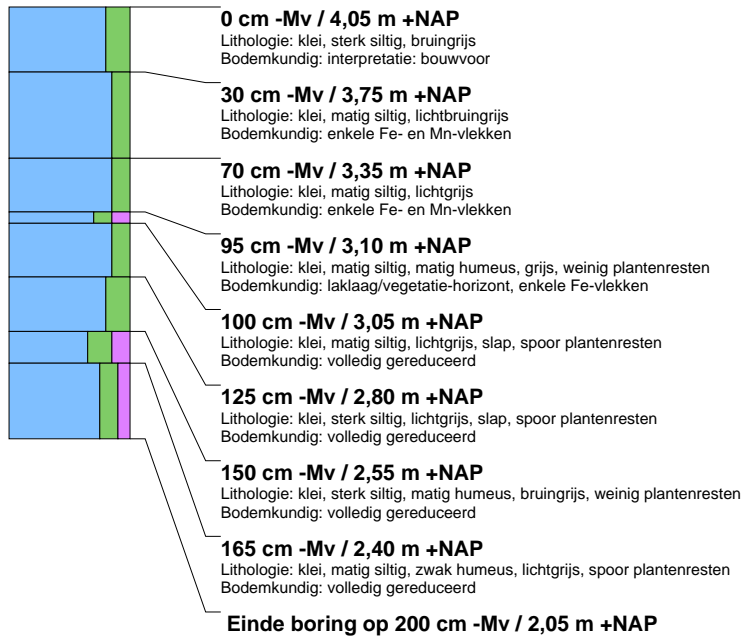 0 cm -Mv / 4,05 m +NAP
Lithologie: klei, sterk siltig, bruingrijs
Bodemkundig: interpretatie: bouwvoor
30 cm -Mv / 3,75 m +NAP
Lithologie: klei, matig siltig, lichtbruingrijs
Bodemkundig: enkele Fe- en Mn-vlekken
70 cm -Mv / 3,35 m +NAP
Lithologie: klei, matig siltig, lichtgrijs
Bodemkundig: enkele Fe- en Mn-vlekken
95 cm -Mv / 3,10 m +NAP
Lithologie: klei, matig siltig, matig humeus, grijs, weinig plantenresten
Bodemkundig: laklaag/vegetatie-horizont, enkele Fe-vlekken
100 cm -Mv / 3,05 m +NAP
Lithologie: klei, matig siltig, lichtgrijs, slap, spoor plantenresten
Bodemkundig: volledig gereduceerd
125 cm -Mv / 2,80 m +NAP
Lithologie: klei, sterk siltig, lichtgrijs, slap, spoor plantenresten
Bodemkundig: volledig gereduceerd
150 cm -Mv / 2,55 m +NAP
Lithologie: klei, sterk siltig, matig humeus, bruingrijs, weinig plantenresten
Bodemkundig: volledig gereduceerd
165 cm -Mv / 2,40 m +NAP
Lithologie: klei, matig siltig, zwak humeus, lichtgrijs, spoor plantenresten
Bodemkundig: volledig gereduceerd
Einde boring op 200 cm -Mv / 2,05 m +NAP